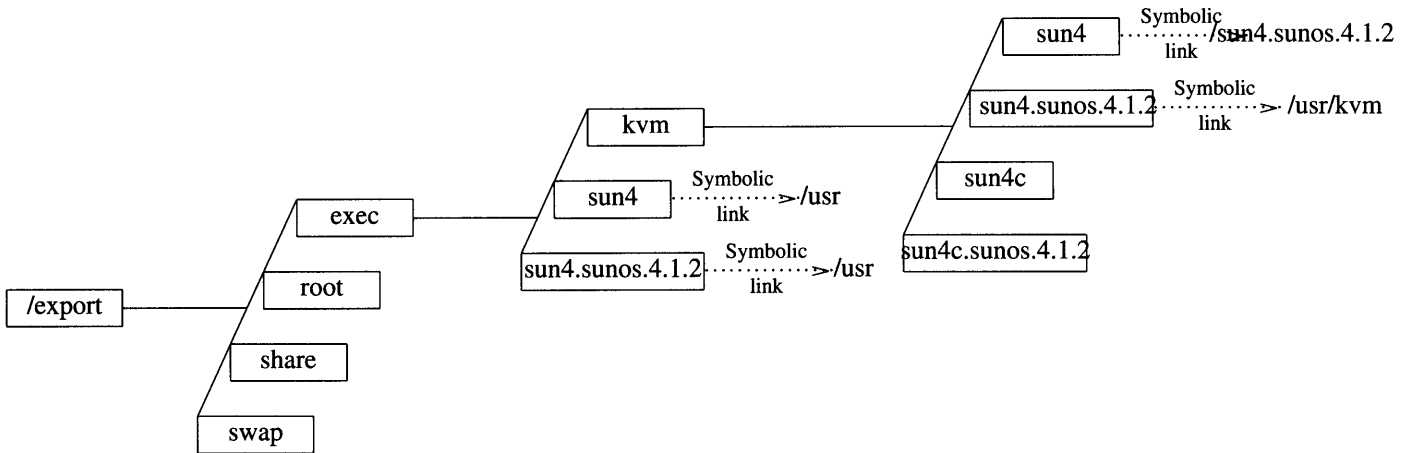 Symbolic
sun4 /sun4.sunos.4.1.2
link
Symbolic
sun4.sunos.4.1.2 /usr/kvm
link
kvm
sun4c
Symbolic
sun4 /usr
link
exec
sun4c.sunos.4.1.2
Symbolic
sun4.sunos.4.1.2 /usr
link
root
/export
share
swap